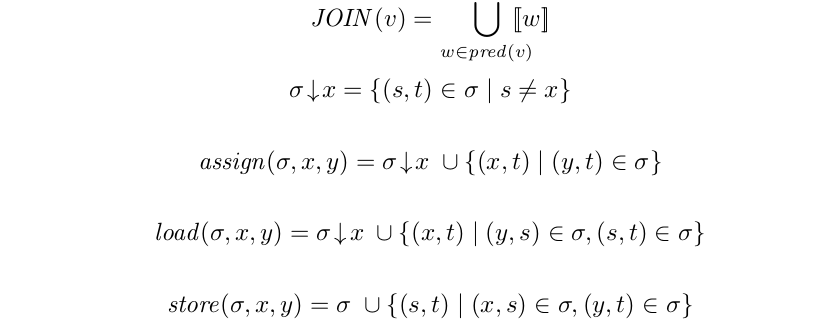 JOIN(v) = ⋃ ⟦w⟧
w∈pred(v)
σ↓x = {(s, t) ∈ σ | s ≠ x}
assign(σ, x, y) = σ↓x ∪ {(x, t) | (y, t) ∈ σ}
load(σ, x, y) = σ↓x ∪ {(x, t) | (y, s) ∈ σ, (s, t) ∈ σ}
store(σ, x, y) = σ ∪ {(s, t) | (x, s) ∈ σ, (y, t) ∈ σ}